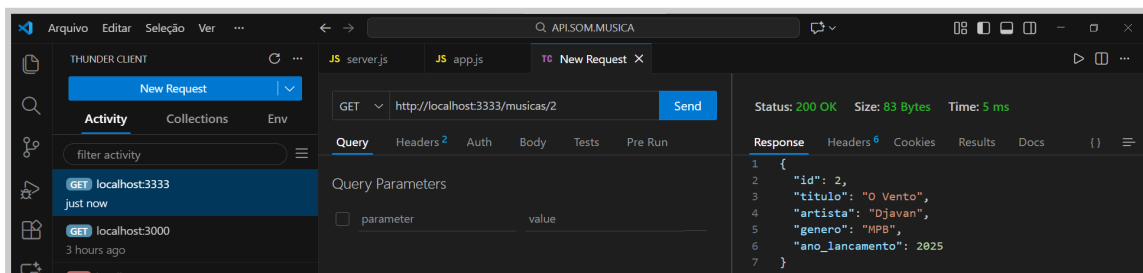 Arquivo Editar Seleção Ver ··· API.SOM.MUSICA
THUNDER CLIENT
New Request
Activity Collections Env
filter activity
GET localhost:3333
just now
GET localhost:3000
3 hours ago
JS server.js JS app.js TC New Request
GET http://localhost:3333/musicas/2 Send
Query Headers 2 Auth Body Tests Pre Run
Query Parameters
parameter value
Status: 200 OK Size: 83 Bytes Time: 5 ms
Response Headers 6 Cookies Results Docs { }
1 {
2 "id": 2,
3 "titulo": "O Vento",
4 "artista": "Djavan",
5 "genero": "MPB",
6 "ano_lancamento": 2025
7 }